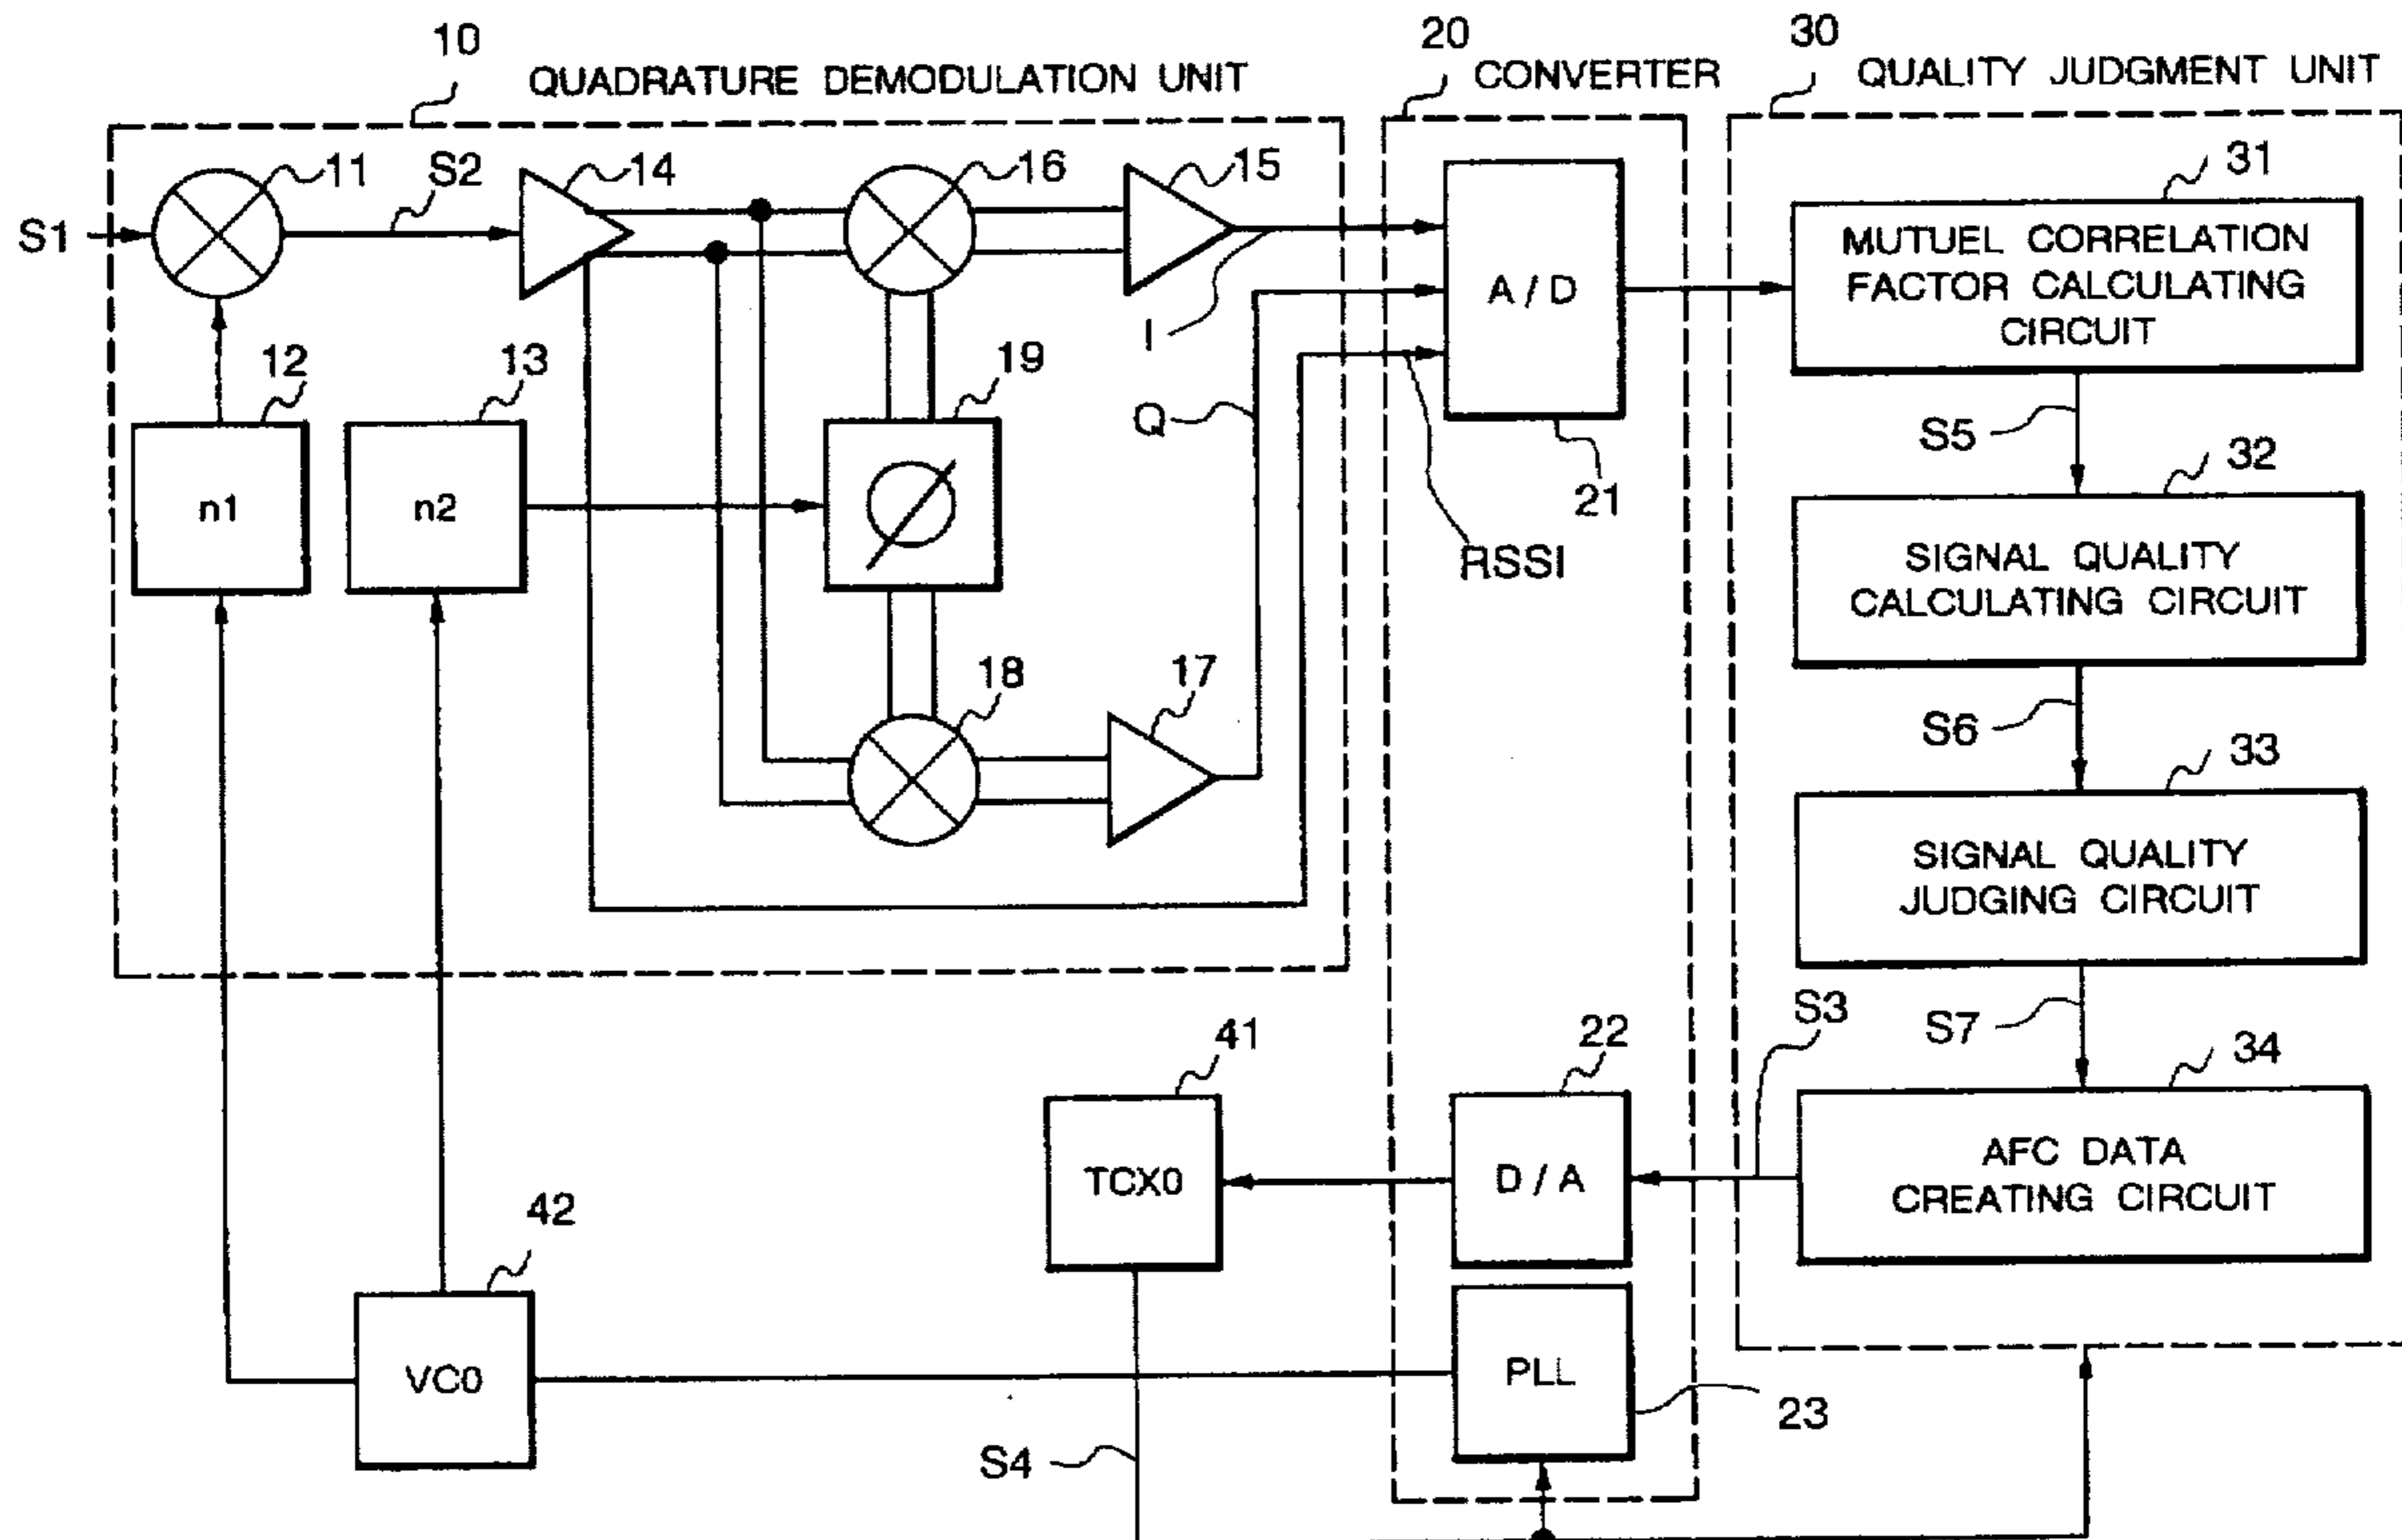 10
QUADRATURE DEMODULATION UNIT
20
CONVERTER
30
QUALITY JUDGMENT UNIT
S1
11
S2
14
16
15
I
A / D
21
31
MUTUEL CORRELATION
FACTOR CALCULATING
CIRCUIT
12
n1
13
n2
19
Ø
Q
RSSI
S5
32
SIGNAL QUALITY
CALCULATING CIRCUIT
18
17
S6
33
SIGNAL QUALITY
JUDGING CIRCUIT
S7
S3
34
AFC DATA
CREATING CIRCUIT
41
TCX0
22
D / A
42
VC0
PLL
23
S4